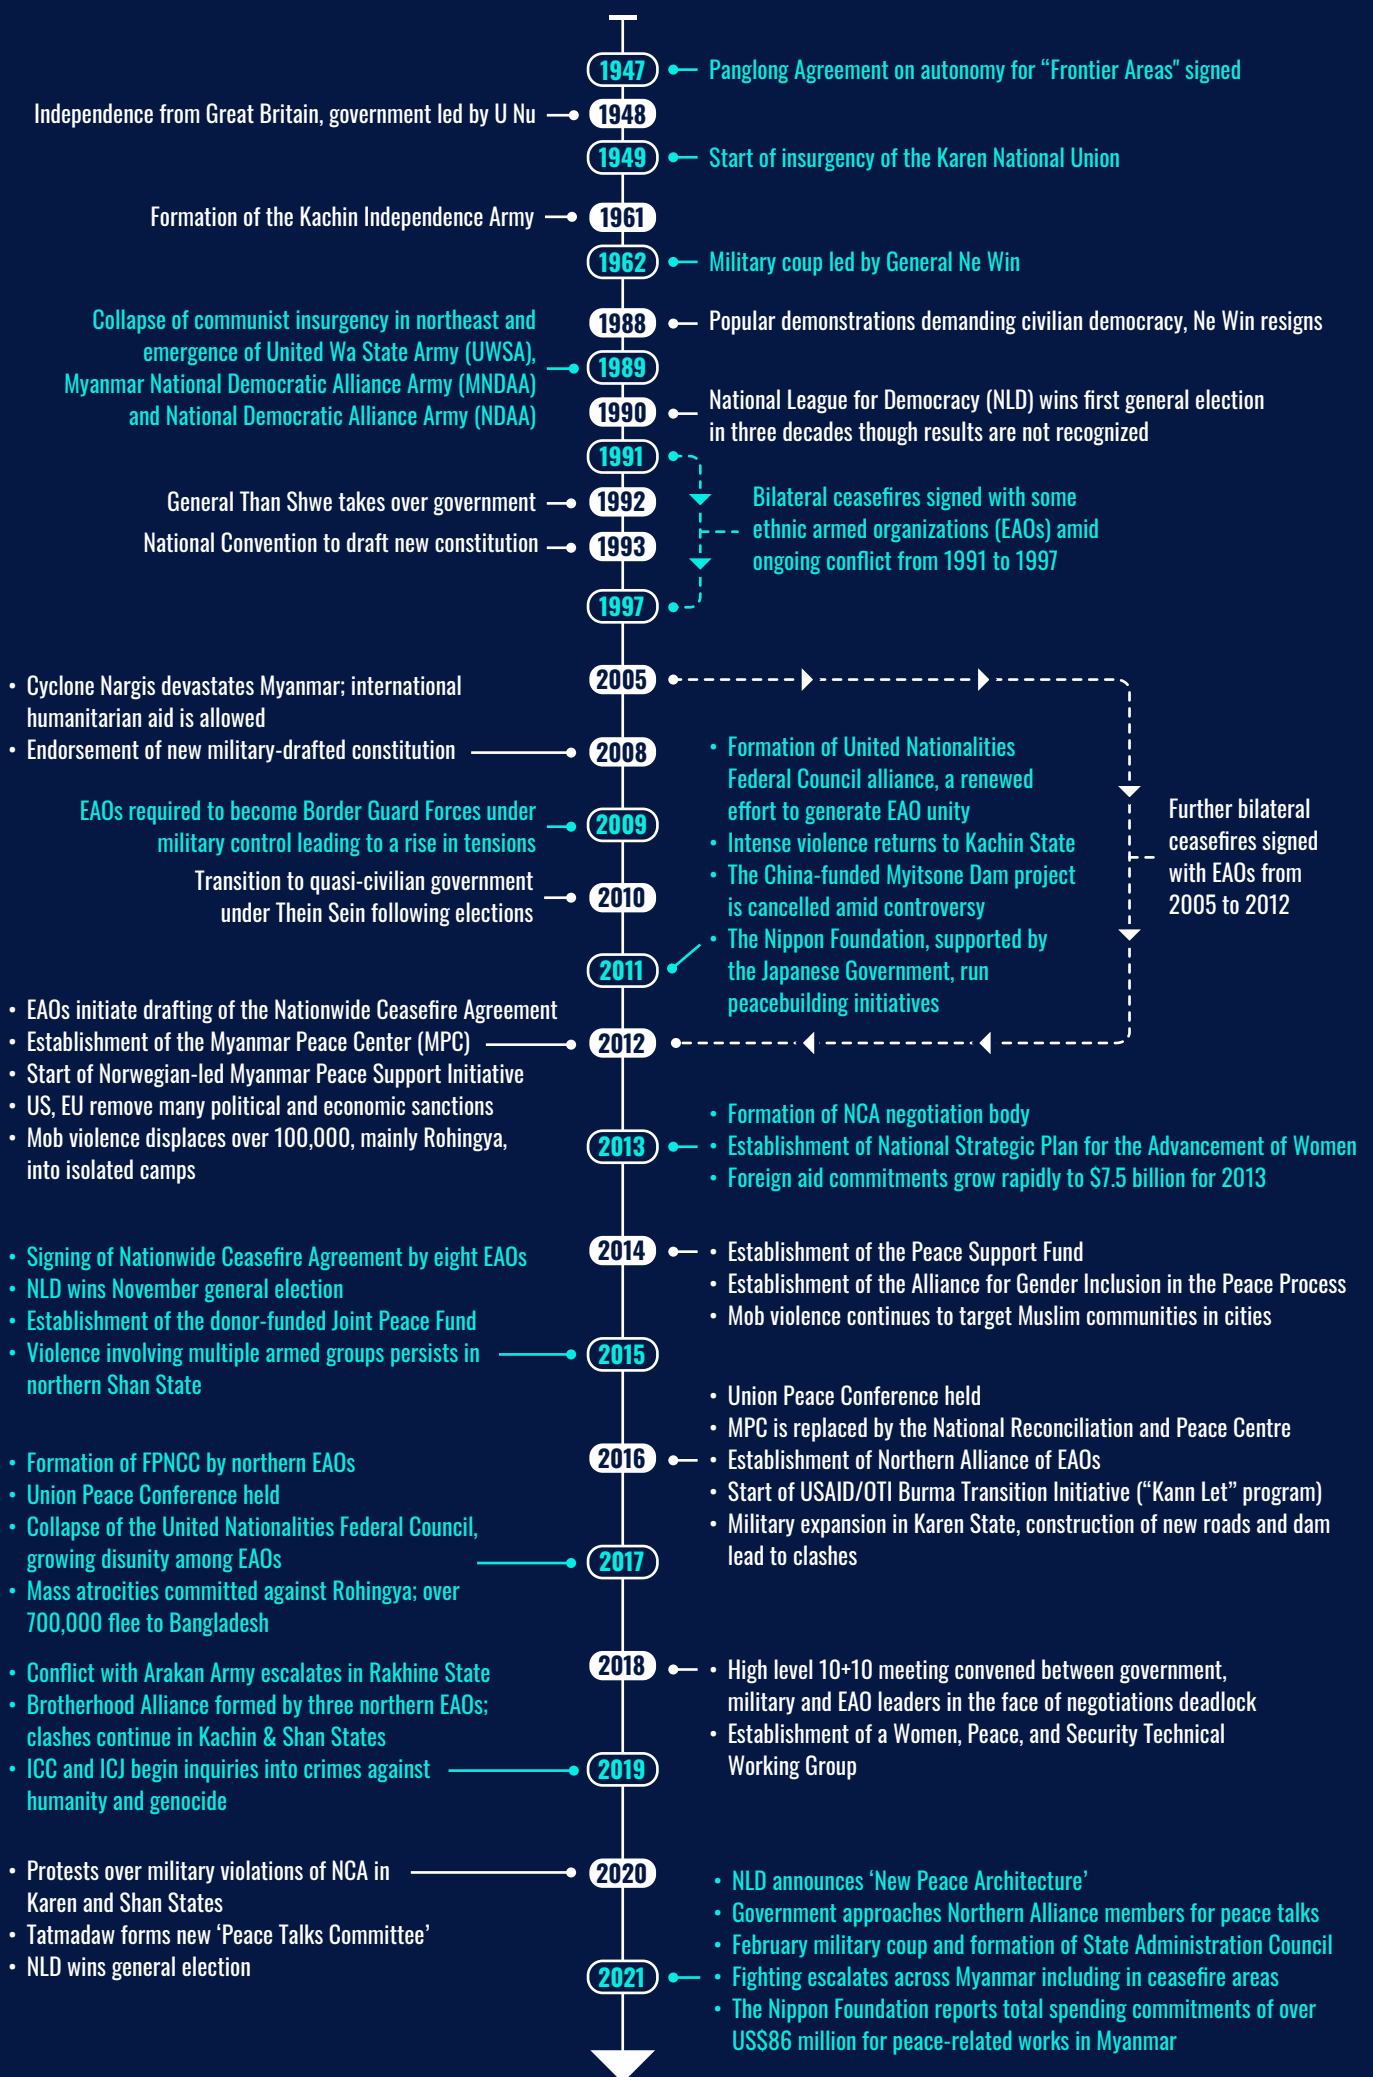 1947
Panglong Agreement on autonomy for “Frontier Areas" signed
Independence from Great Britain, government led by U Nu
1948
1949
Start of insurgency of the Karen National Union
Formation of the Kachin Independence Army
1961
1962
Military coup led by General Ne Win
1988
Popular demonstrations demanding civilian democracy, Ne Win resigns
Collapse of communist insurgency in northeast and
emergence of United Wa State Army (UWSA),
Myanmar National Democratic Alliance Army (MNDAA)
and National Democratic Alliance Army (NDAA)
1989
1990
National League for Democracy (NLD) wins first general election
in three decades though results are not recognized
1991
Bilateral ceasefires signed with some
ethnic armed organizations (EAOs) amid
ongoing conflict from 1991 to 1997
General Than Shwe takes over government
1992
National Convention to draft new constitution
1993
1997
2005
Further bilateral
ceasefires signed
with EAOs from
2005 to 2012
• Cyclone Nargis devastates Myanmar; international
humanitarian aid is allowed
• Endorsement of new military-drafted constitution
2008
EAOs required to become Border Guard Forces under
military control leading to a rise in tensions
2009
Transition to quasi-civilian government
under Thein Sein following elections
2010
2011
• Formation of United Nationalities
Federal Council alliance, a renewed
effort to generate EAO unity
• Intense violence returns to Kachin State
• The China-funded Myitsone Dam project
is cancelled amid controversy
• The Nippon Foundation, supported by
the Japanese Government, run
peacebuilding initiatives
• EAOs initiate drafting of the Nationwide Ceasefire Agreement
• Establishment of the Myanmar Peace Center (MPC)
• Start of Norwegian-led Myanmar Peace Support Initiative
• US, EU remove many political and economic sanctions
• Mob violence displaces over 100,000, mainly Rohingya,
into isolated camps
2012
2013
• Formation of NCA negotiation body
• Establishment of National Strategic Plan for the Advancement of Women
• Foreign aid commitments grow rapidly to $7.5 billion for 2013
2014
• Establishment of the Peace Support Fund
• Establishment of the Alliance for Gender Inclusion in the Peace Process
• Mob violence continues to target Muslim communities in cities
• Signing of Nationwide Ceasefire Agreement by eight EAOs
• NLD wins November general election
• Establishment of the donor-funded Joint Peace Fund
• Violence involving multiple armed groups persists in
northern Shan State
2015
2016
• Union Peace Conference held
• MPC is replaced by the National Reconciliation and Peace Centre
• Establishment of Northern Alliance of EAOs
• Start of USAID/OTI Burma Transition Initiative (“Kann Let” program)
• Military expansion in Karen State, construction of new roads and dam
lead to clashes
• Formation of FPNCC by northern EAOs
• Union Peace Conference held
• Collapse of the United Nationalities Federal Council,
growing disunity among EAOs
• Mass atrocities committed against Rohingya; over
700,000 flee to Bangladesh
2017
2018
• High level 10+10 meeting convened between government,
military and EAO leaders in the face of negotiations deadlock
• Establishment of a Women, Peace, and Security Technical
Working Group
• Conflict with Arakan Army escalates in Rakhine State
• Brotherhood Alliance formed by three northern EAOs;
clashes continue in Kachin & Shan States
• ICC and ICJ begin inquiries into crimes against
humanity and genocide
2019
• Protests over military violations of NCA in
Karen and Shan States
• Tatmadaw forms new ‘Peace Talks Committee’
• NLD wins general election
2020
2021
• NLD announces ‘New Peace Architecture’
• Government approaches Northern Alliance members for peace talks
• February military coup and formation of State Administration Council
• Fighting escalates across Myanmar including in ceasefire areas
• The Nippon Foundation reports total spending commitments of over
US$86 million for peace-related works in Myanmar